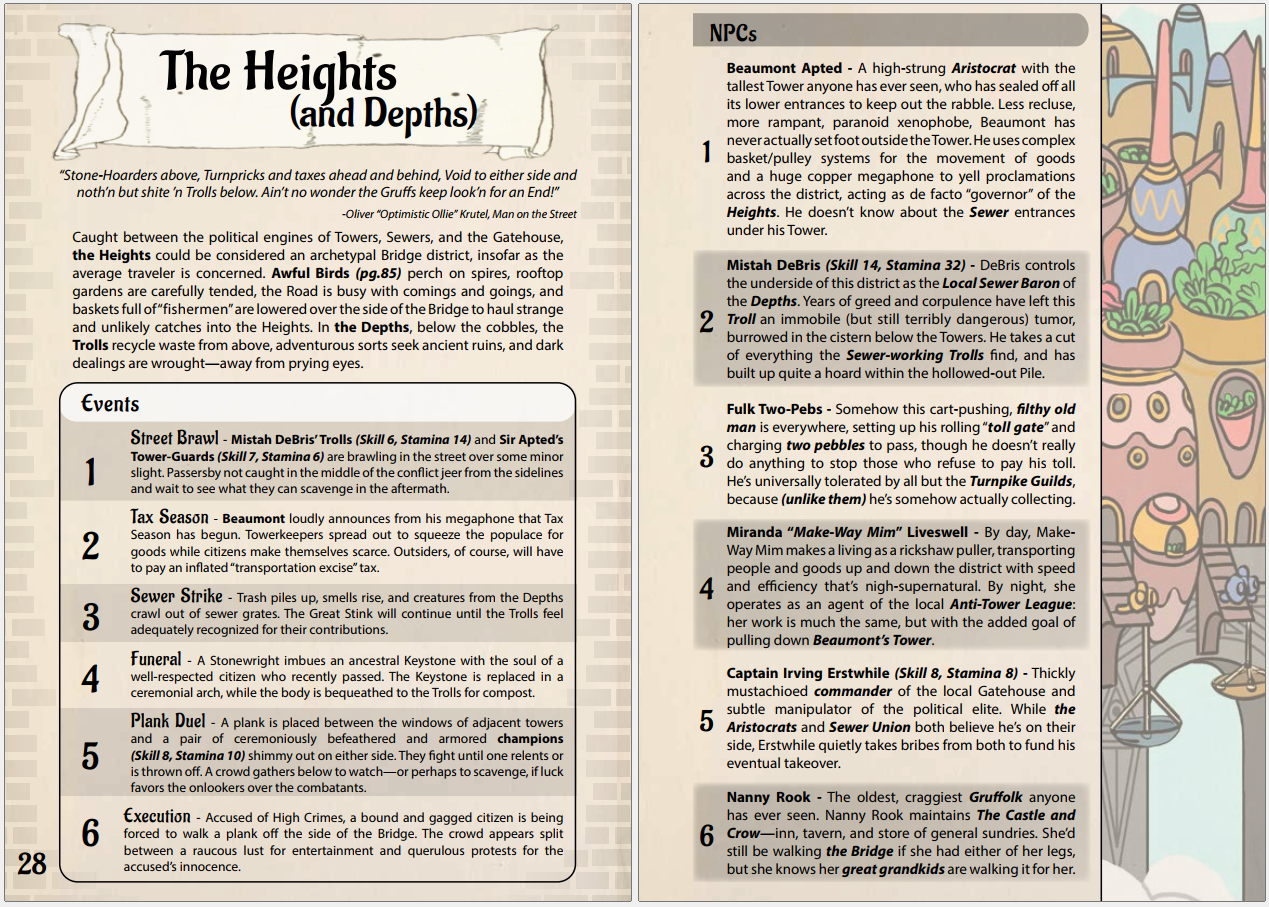 The Heights
(and Depths)
“Stone-Hoarders above, Turnpricks and taxes ahead and behind, Void to either side and
noth’n but shite ’n Trolls below. Ain’t no wonder the Gruffs keep look’n for an End!”
-Oliver “Optimistic Ollie” Krutel, Man on the Street
Caught between the political engines of Towers, Sewers, and the Gatehouse,
the Heights could be considered an archetypal Bridge district, insofar as the
average traveler is concerned. Awful Birds (pg.85) perch on spires, rooftop
gardens are carefully tended, the Road is busy with comings and goings, and
baskets full of “fishermen” are lowered over the side of the Bridge to haul strange
and unlikely catches into the Heights. In the Depths, below the cobbles, the
Trolls recycle waste from above, adventurous sorts seek ancient ruins, and dark
dealings are wrought—away from prying eyes.
Events
1
Street Brawl - Mistah DeBris’ Trolls (Skill 6, Stamina 14) and Sir Apted’s
Tower-Guards (Skill 7, Stamina 6) are brawling in the street over some minor
slight. Passersby not caught in the middle of the conflict jeer from the sidelines
and wait to see what they can scavenge in the aftermath.
2
Tax Season - Beaumont loudly announces from his megaphone that Tax
Season has begun. Towerkeepers spread out to squeeze the populace for
goods while citizens make themselves scarce. Outsiders, of course, will have
to pay an inflated “transportation excise” tax.
3
Sewer Strike - Trash piles up, smells rise, and creatures from the Depths
crawl out of sewer grates. The Great Stink will continue until the Trolls feel
adequately recognized for their contributions.
4
Funeral - A Stonewright imbues an ancestral Keystone with the soul of a
well-respected citizen who recently passed. The Keystone is replaced in a
ceremonial arch, while the body is bequeathed to the Trolls for compost.
5
Plank Duel - A plank is placed between the windows of adjacent towers
and a pair of ceremoniously befeathered and armored champions
(Skill 8, Stamina 10) shimmy out on either side. They fight until one relents or
is thrown off. A crowd gathers below to watch—or perhaps to scavenge, if luck
favors the onlookers over the combatants.
6
Execution - Accused of High Crimes, a bound and gagged citizen is being
forced to walk a plank off the side of the Bridge. The crowd appears split
between a raucous lust for entertainment and querulous protests for the
accused’s innocence.
28
NPCs
1
Beaumont Apted - A high-strung Aristocrat with the
tallest Tower anyone has ever seen, who has sealed off all
its lower entrances to keep out the rabble. Less recluse,
more rampant, paranoid xenophobe, Beaumont has
never actually set foot outside the Tower. He uses complex
basket/pulley systems for the movement of goods
and a huge copper megaphone to yell proclamations
across the district, acting as de facto “governor” of the
Heights. He doesn’t know about the Sewer entrances
under his Tower.
2
Mistah DeBris (Skill 14, Stamina 32) - DeBris controls
the underside of this district as the Local Sewer Baron of
the Depths. Years of greed and corpulence have left this
Troll an immobile (but still terribly dangerous) tumor,
burrowed in the cistern below the Towers. He takes a cut
of everything the Sewer-working Trolls find, and has
built up quite a hoard within the hollowed-out Pile.
3
Fulk Two-Pebs - Somehow this cart-pushing, filthy old
man is everywhere, setting up his rolling “toll gate” and
charging two pebbles to pass, though he doesn’t really
do anything to stop those who refuse to pay his toll.
He’s universally tolerated by all but the Turnpike Guilds,
because (unlike them) he’s somehow actually collecting.
4
Miranda “Make-Way Mim” Liveswell - By day, Make-
Way Mim makes a living as a rickshaw puller, transporting
people and goods up and down the district with speed
and efficiency that’s nigh-supernatural. By night, she
operates as an agent of the local Anti-Tower League:
her work is much the same, but with the added goal of
pulling down Beaumont’s Tower.
5
Captain Irving Erstwhile (Skill 8, Stamina 8) - Thickly
mustachioed commander of the local Gatehouse and
subtle manipulator of the political elite. While the
Aristocrats and Sewer Union both believe he’s on their
side, Erstwhile quietly takes bribes from both to fund his
eventual takeover.
6
Nanny Rook - The oldest, craggiest Gruffolk anyone
has ever seen. Nanny Rook maintains The Castle and
Crow—inn, tavern, and store of general sundries. She’d
still be walking the Bridge if she had either of her legs,
but she knows her great grandkids are walking it for her.